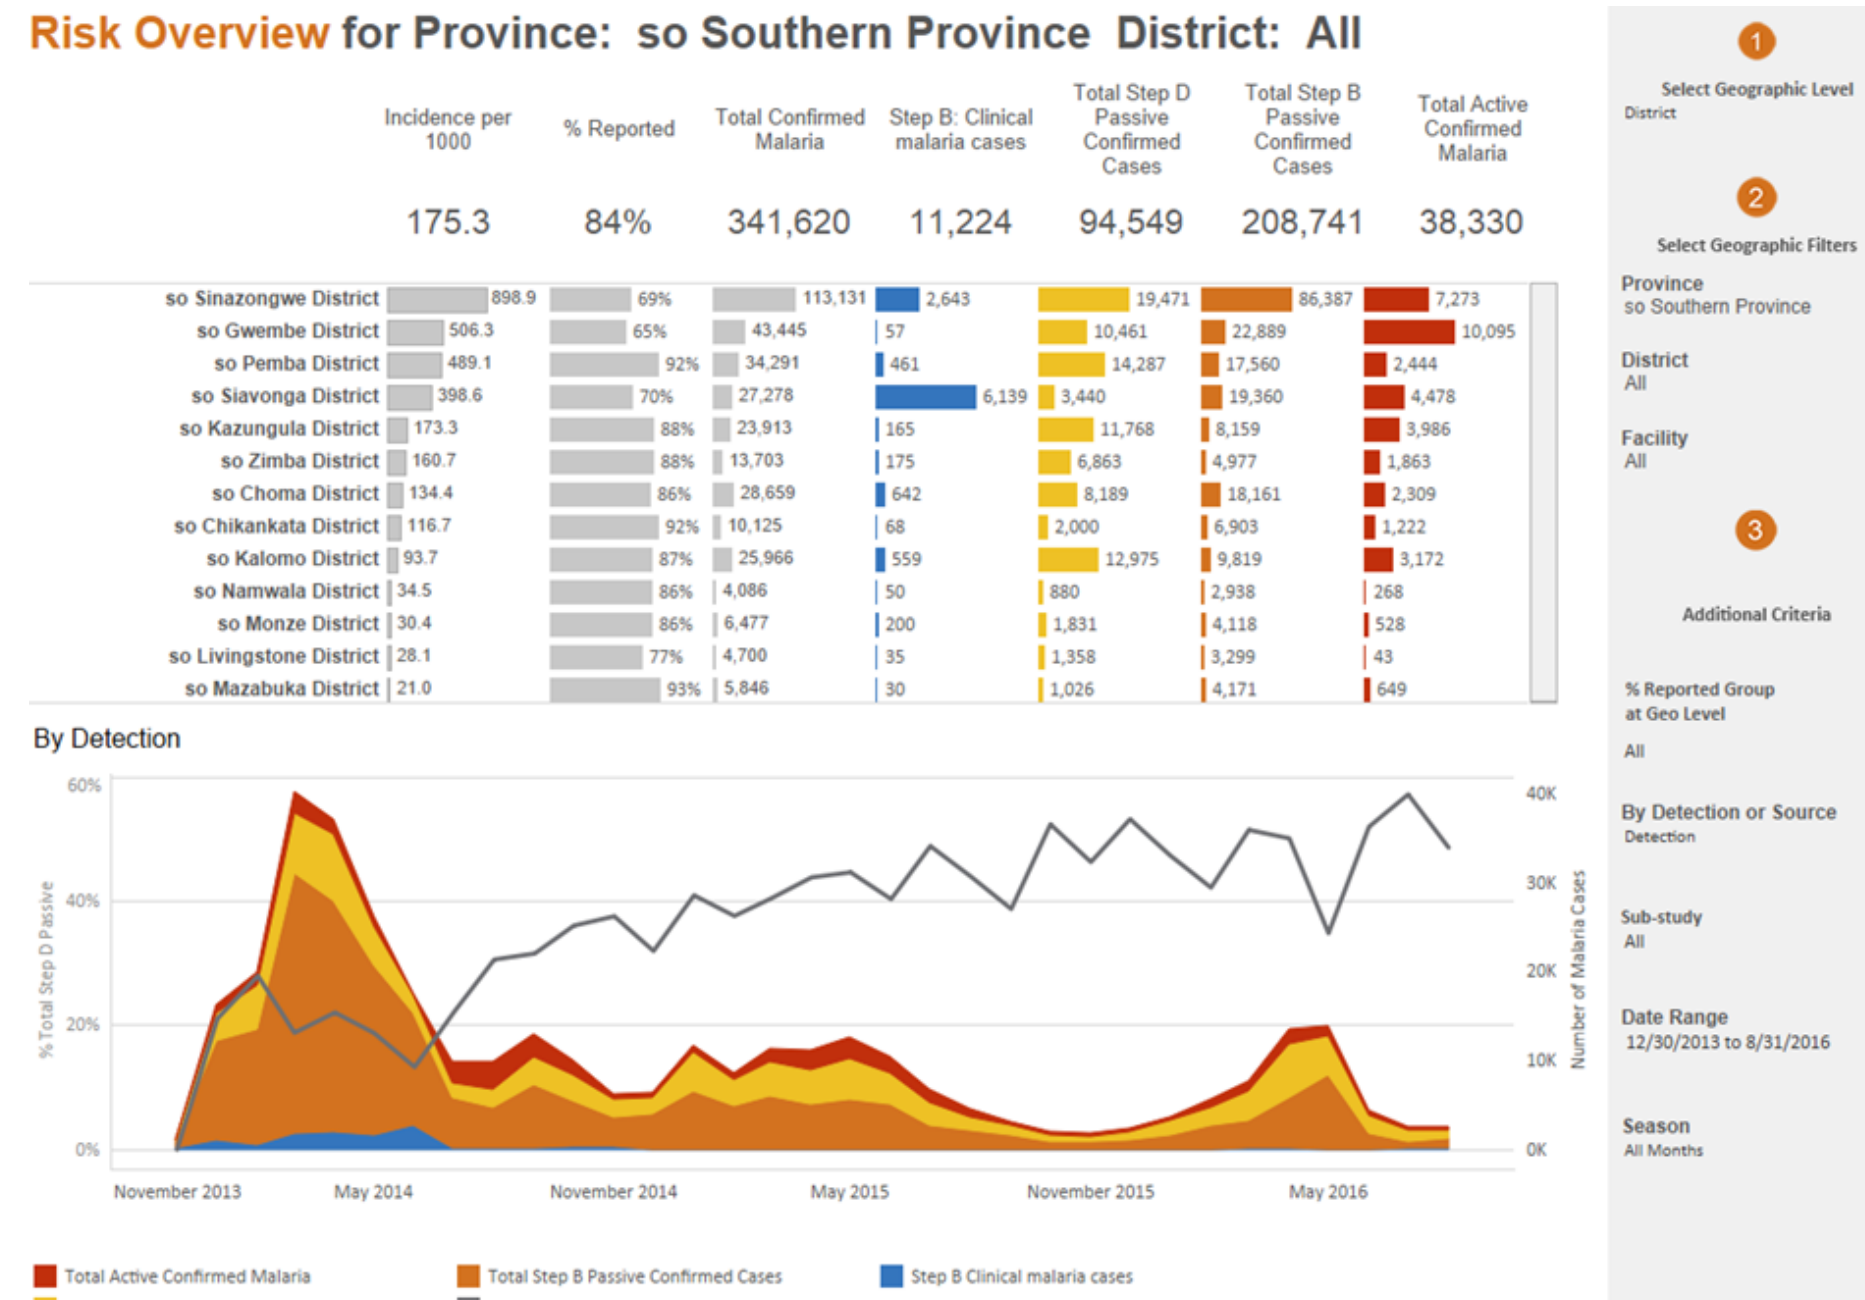 Risk Overview for Province: so Southern Province District: All
Incidence per 1000
% Reported
Total Confirmed Malaria
Step B: Clinical malaria cases
Total Step D Passive Confirmed Cases
Total Step B Passive Confirmed Cases
Total Active Confirmed Malaria
175.3 84% 341,620 11,224 94,549 208,741 38,330
so Sinazongwe District 898.9 69% 113,131 2,643 19,471 86,387 7,273
so Gwembe District 506.3 65% 43,445 57 10,461 22,889 10,095
so Pemba District 489.1 92% 34,291 461 14,287 17,560 2,444
so Siavonga District 398.6 70% 27,278 6,139 3,440 19,360 4,478
so Kazungula District 173.3 88% 23,913 165 11,768 8,159 3,986
so Zimba District 160.7 88% 13,703 175 6,863 4,977 1,863
so Choma District 134.4 86% 28,659 642 8,189 18,161 2,309
so Chikankata District 116.7 92% 10,125 68 2,000 6,903 1,222
so Kalomo District 93.7 87% 25,966 559 12,975 9,819 3,172
so Namwala District 34.5 86% 4,086 50 880 2,938 268
so Monze District 30.4 86% 6,477 200 1,831 4,118 528
so Livingstone District 28.1 77% 4,700 35 1,358 3,299 43
so Mazabuka District 21.0 93% 5,846 30 1,026 4,171 649
By Detection
% Total Step D Passive
60%
40%
20%
0%
40K
30K
20K
10K
0K
Number of Malaria Cases
November 2013 May 2014 November 2014 May 2015 November 2015 May 2016
Total Active Confirmed Malaria Total Step B Passive Confirmed Cases Step B Clinical malaria cases
1
Select Geographic Level
District
2
Select Geographic Filters
Province
so Southern Province
District
All
Facility
All
3
Additional Criteria
% Reported Group
at Geo Level
All
By Detection or Source
Detection
Sub-study
All
Date Range
12/30/2013 to 8/31/2016
Season
All Months